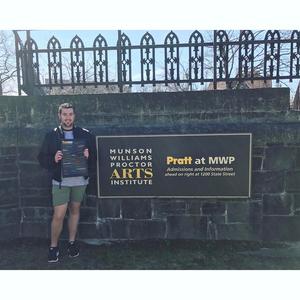 MUNSON
WILLIAMS
PROCTOR
ARTS
INSTITUTE
Pratt at MWP
Admissions and Information
ahead on right at 1200 State Street